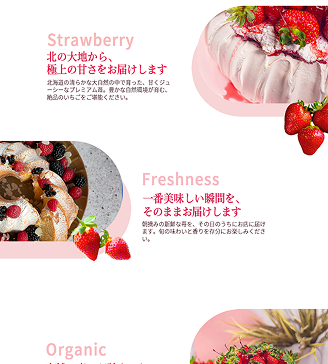 Strawberry
北の大地から、
極上の甘さをお届けします
北海道の清らかな大自然の中で育った、甘くジュ
ーシーなプレミアム苺。豊かな自然環境が育む、
絶品のいちごをご堪能ください。
Freshness
一番美味しい瞬間を、
そのままお届けします
朝摘みの新鮮な苺を、その日のうちにお店に届け
ます。旬の味わいと香りを存分にお楽しみくださ
い。
Organic